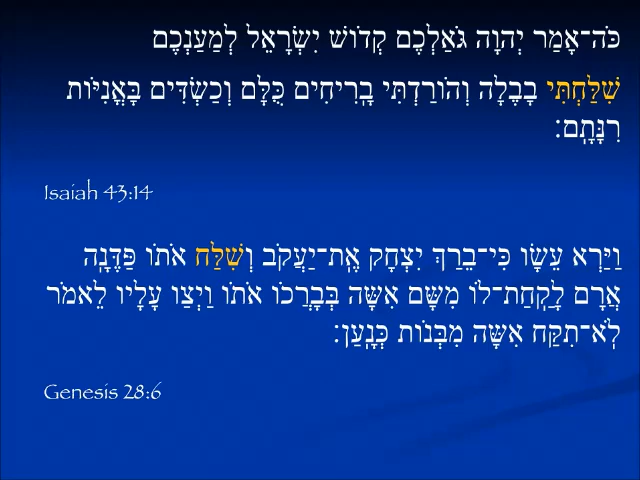 כֹּה־אָמַר יְהוָה גֹּאַלְכֶם קְדוֹשׁ יִשְׂרָאֵל לְמַעַנְכֶם
שִׁלַּחְתִּי בָבֶלָה וְהוֹרַדְתִּי בָרִיחִים כֻּלָּם וְכַשְׂדִּים בָּאֳנִיּוֹת
רִנָּתָם׃
Isaiah 43:14
וַיַּרְא עֵשָׂו כִּי־בֵרַךְ יִצְחָק אֶת־יַעֲקֹב וְשִׁלַּח אֹתוֹ פַּדֶּנָה
אֲרָם לָקַחַת־לוֹ מִשָּׁם אִשָּׁה בְּבָרֲכוֹ אֹתוֹ וַיְצַו עָלָיו לֵאמֹר
לֹא־תִקַּח אִשָּׁה מִבְּנוֹת כְּנָעַן׃
Genesis 28:6